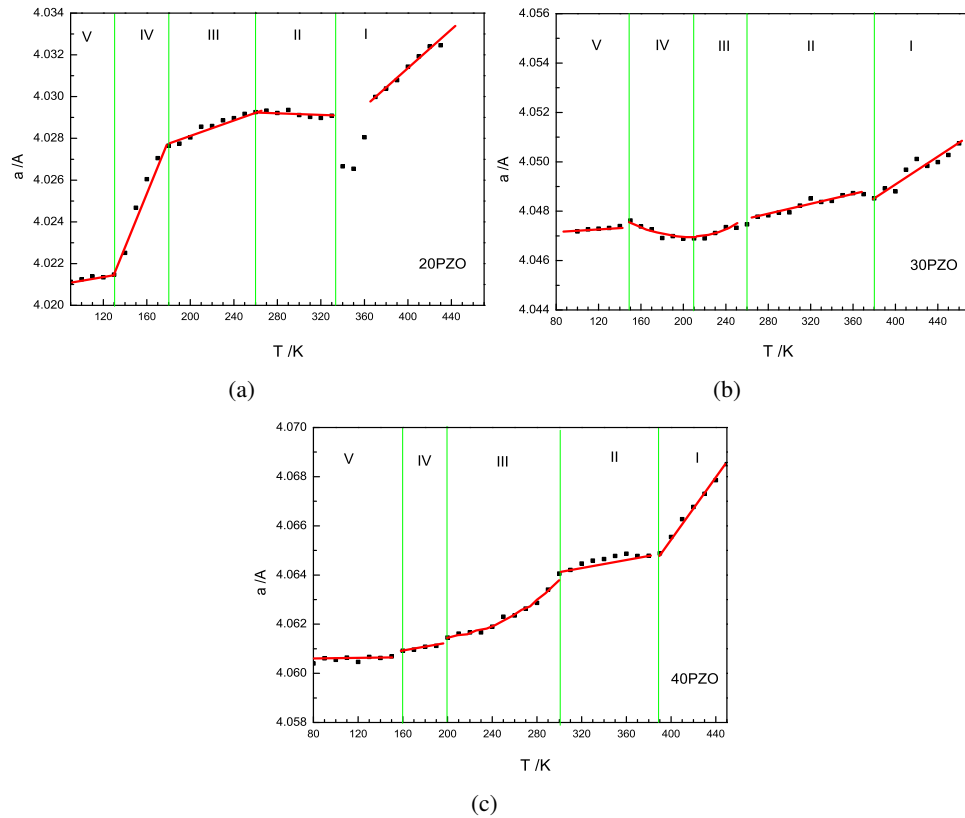 V IV III II I
4.034
4.032
4.030
4.028
4.026
4.024
4.022
4.020
a /A
20PZO
120 160 200 240 280 320 360 400 440
T /K
(a)
V IV III II I
4.056
4.054
4.052
4.050
4.048
4.046
4.044
a /A
30PZO
80 120 160 200 240 280 320 360 400 440
T /K
(b)
V IV III II I
4.070
4.068
4.066
4.064
4.062
4.060
4.058
a /A
40PZO
80 120 160 200 240 280 320 360 400 440
T /K
(c)